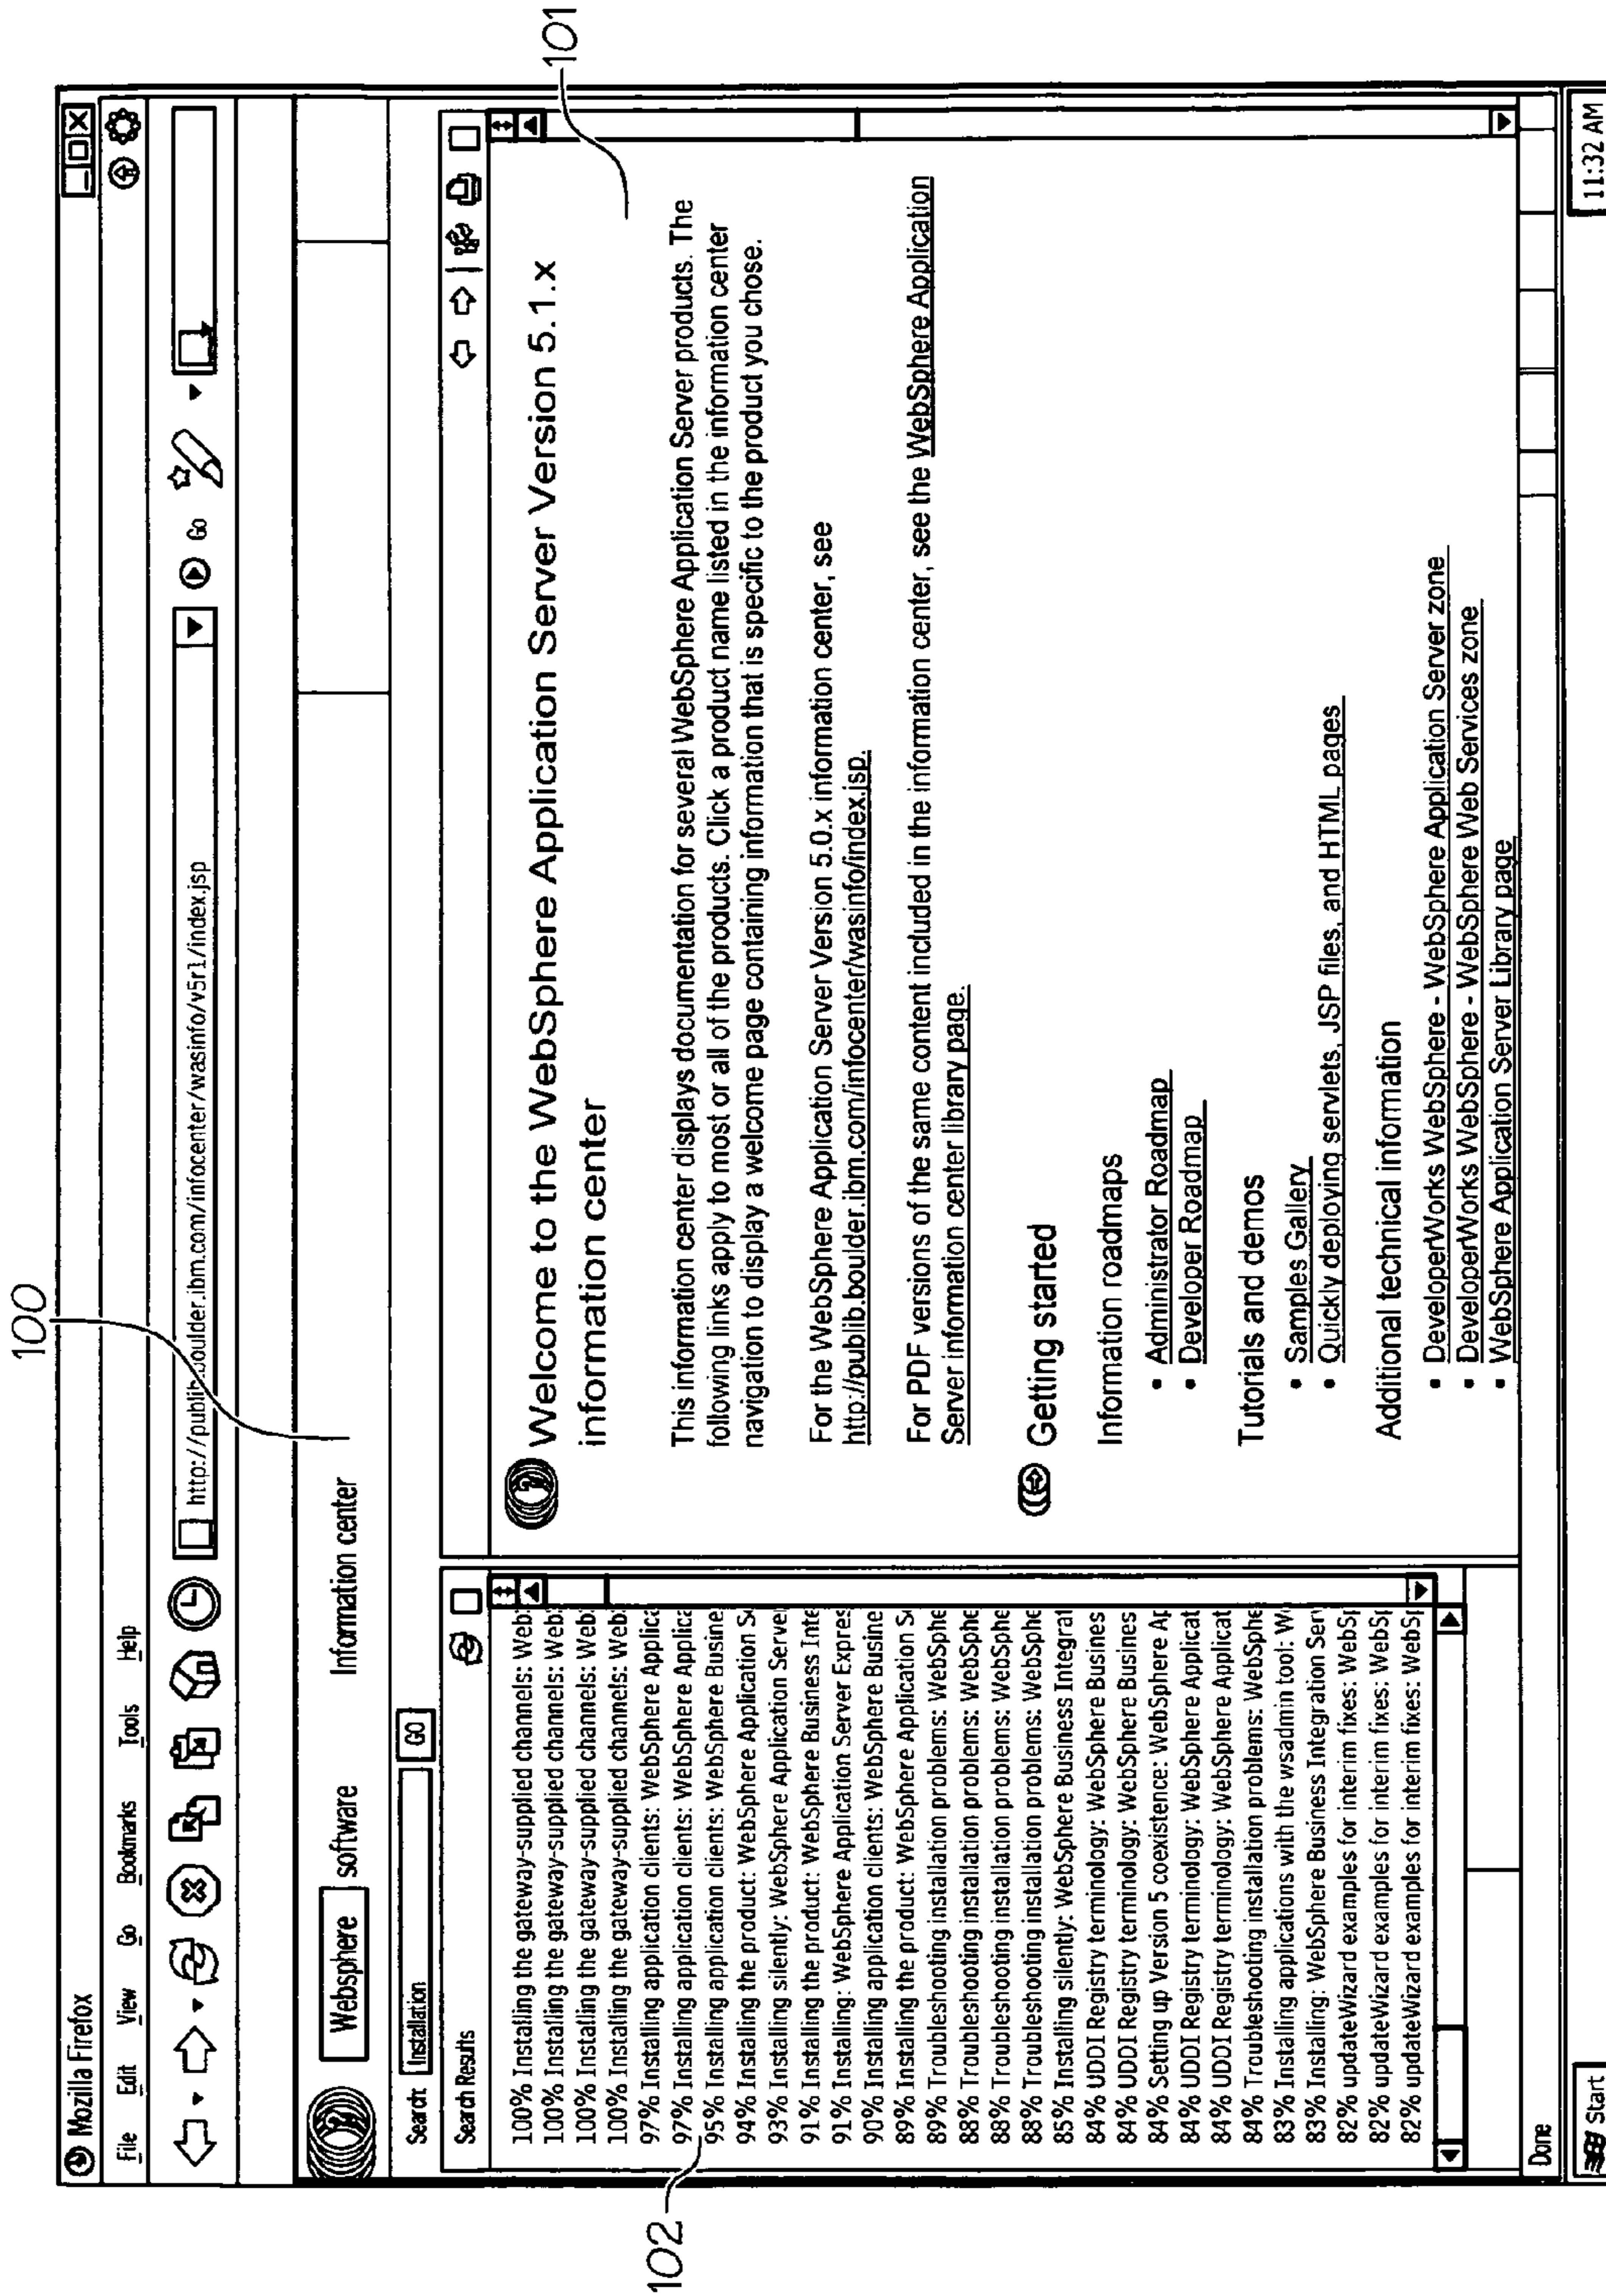 100
Mozilla Firefox
File Edit View Go Bookmarks Tools Help
http://publib.boulder.ibm.com/infocenter/wasinfo/v5r1/index.jsp
Go
Websphere software Information center
Search: Installation GO
Search Results
100% Installing the gateway-supplied channels: Web
100% Installing the gateway-supplied channels: Web
100% Installing the gateway-supplied channels: Web
100% Installing the gateway-supplied channels: Web
97% Installing application clients: WebSphere Applica
97% Installing application clients: WebSphere Applica
95% Installing application clients: WebSphere Busine
94% Installing the product: WebSphere Application S
93% Installing silently: WebSphere Application Server
91% Installing the product: WebSphere Business Inte
91% Installing: WebSphere Application Server Expres
90% Installing application clients: WebSphere Busine
89% Installing the product: WebSphere Application S
89% Troubleshooting installation problems: WebSphe
88% Troubleshooting installation problems: WebSphe
88% Troubleshooting installation problems: WebSphe
88% Troubleshooting installation problems: WebSphe
85% Installing silently: WebSphere Business Integrat
84% UDDI Registry terminology: WebSphere Busines
84% UDDI Registry terminology: WebSphere Busines
84% Setting up Version 5 coexistence: WebSphere Ap
84% UDDI Registry terminology: WebSphere Applicat
84% UDDI Registry terminology: WebSphere Applicat
84% Troubleshooting installation problems: WebSphe
83% Installing applications with the wsadmin tool: W
83% Installing: WebSphere Business Integration Serv
82% updateWizard examples for interim fixes: WebSp
82% updateWizard examples for interim fixes: WebSp
82% updateWizard examples for interim fixes: WebSp
102
101
Welcome to the WebSphere Application Server Version 5.1.x
information center
This information center displays documentation for several WebSphere Application Server products. The
following links apply to most or all of the products. Click a product name listed in the information center
navigation to display a welcome page containing information that is specific to the product you chose.
For the WebSphere Application Server Version 5.0.x information center, see
http://publib.boulder.ibm.com/infocenter/wasinfo/index.jsp.
For PDF versions of the same content included in the information center, see the WebSphere Application
Server information center library page.
Getting started
Information roadmaps
• Administrator Roadmap
• Developer Roadmap
Tutorials and demos
• Samples Gallery
• Quickly deploying servlets, JSP files, and HTML pages
Additional technical information
• DeveloperWorks WebSphere - WebSphere Application Server zone
• DeveloperWorks WebSphere - WebSphere Web Services zone
• WebSphere Application Server Library page
Done
Start
11:32 AM